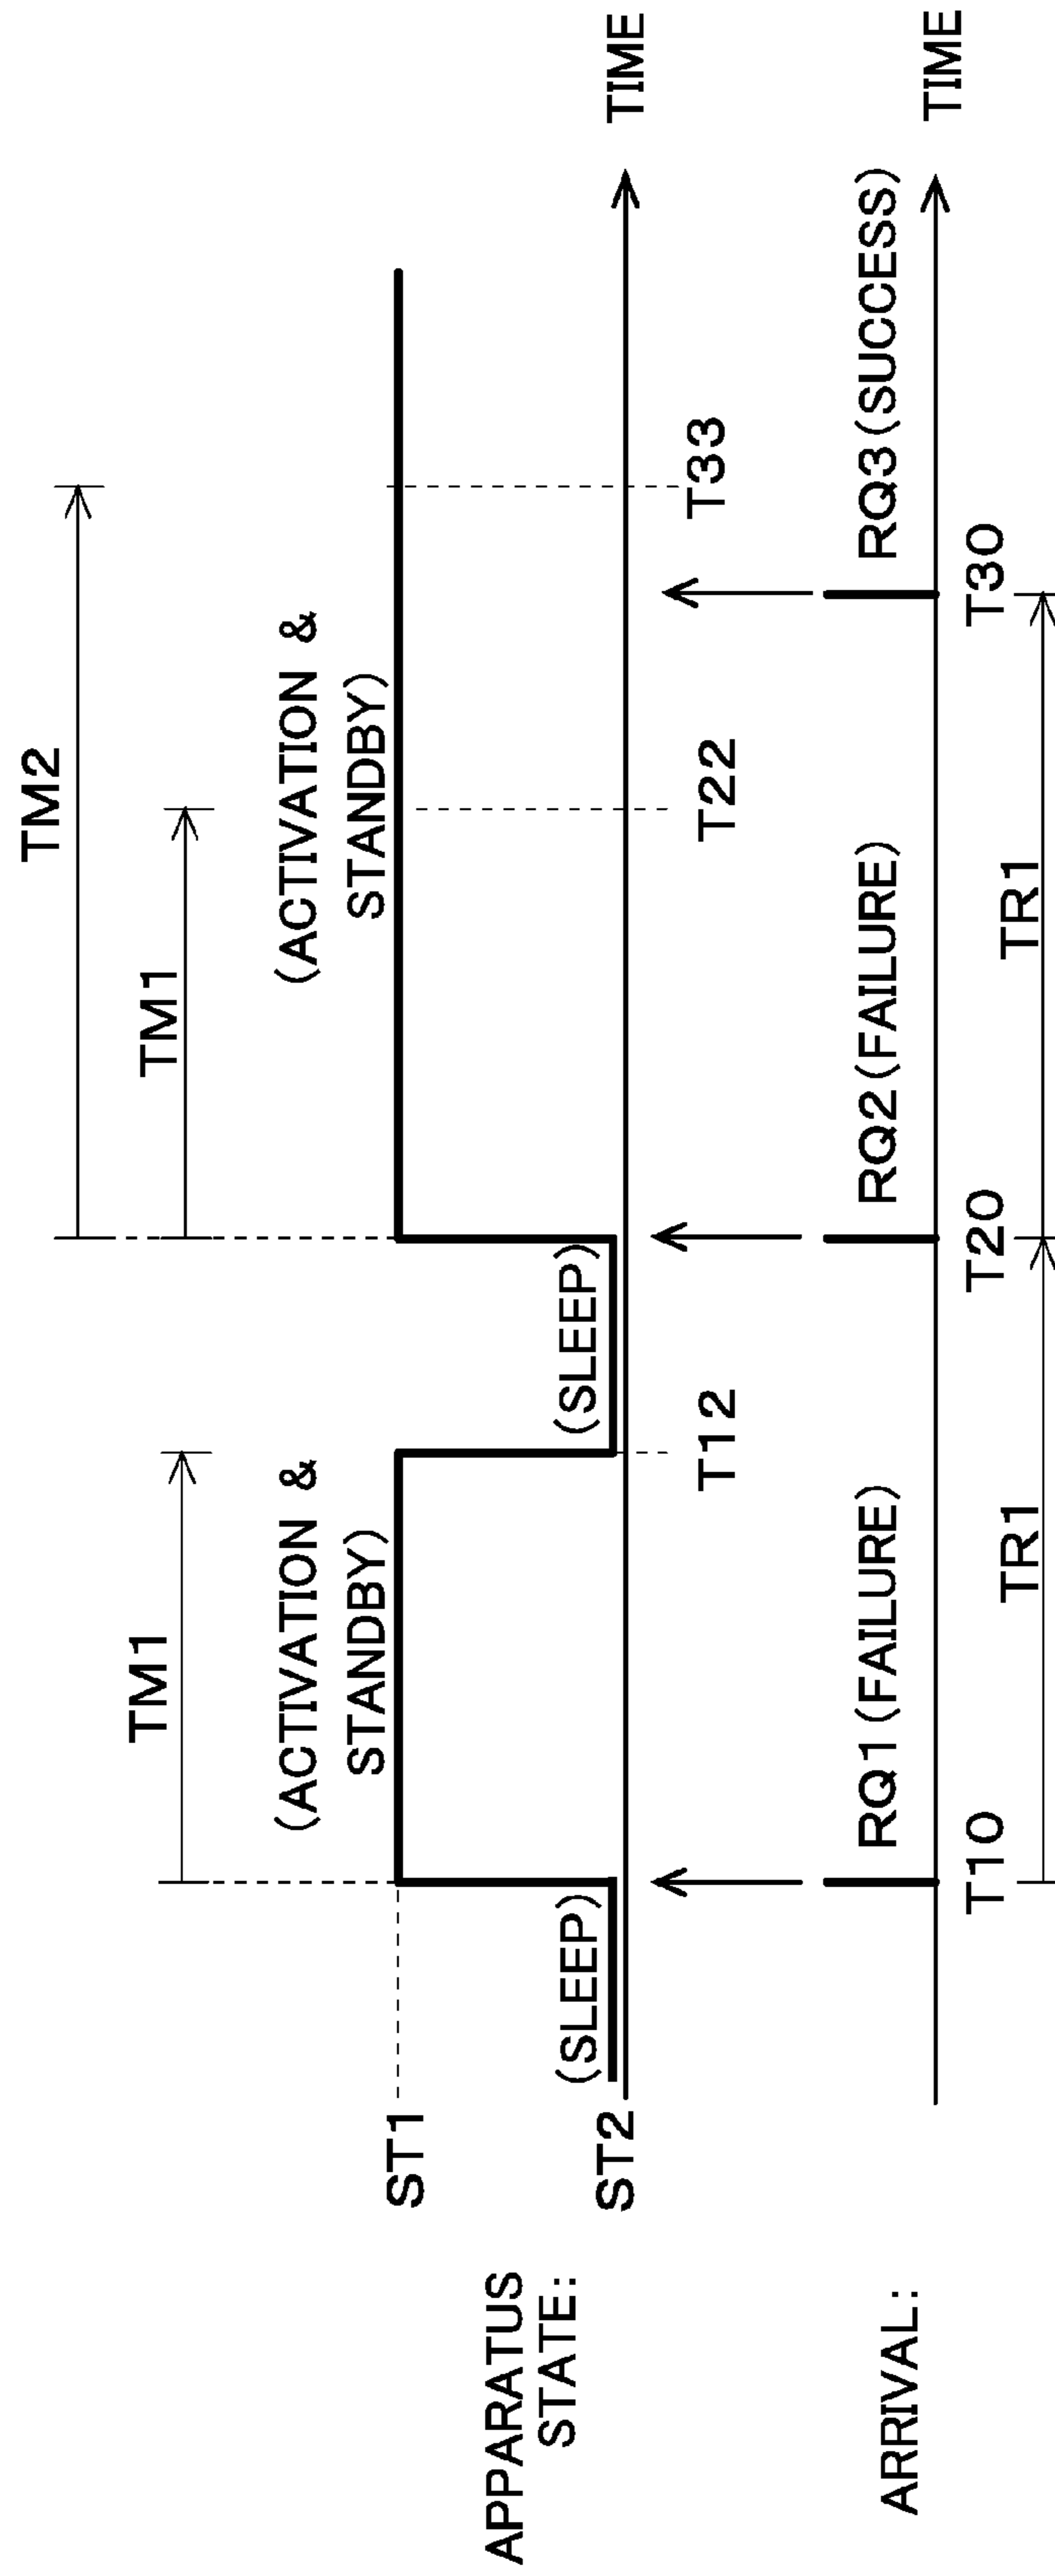 TM2
TM1
TM1
(ACTIVATION &
STANDBY)
(ACTIVATION &
STANDBY)
ST1
APPARATUS
STATE:
(SLEEP)
(SLEEP)
ST2
TIME
T12
T22
T33
ARRIVAL:
RQ1(FAILURE)
RQ2(FAILURE)
RQ3(SUCCESS)
TIME
T10
T20
T30
TR1
TR1